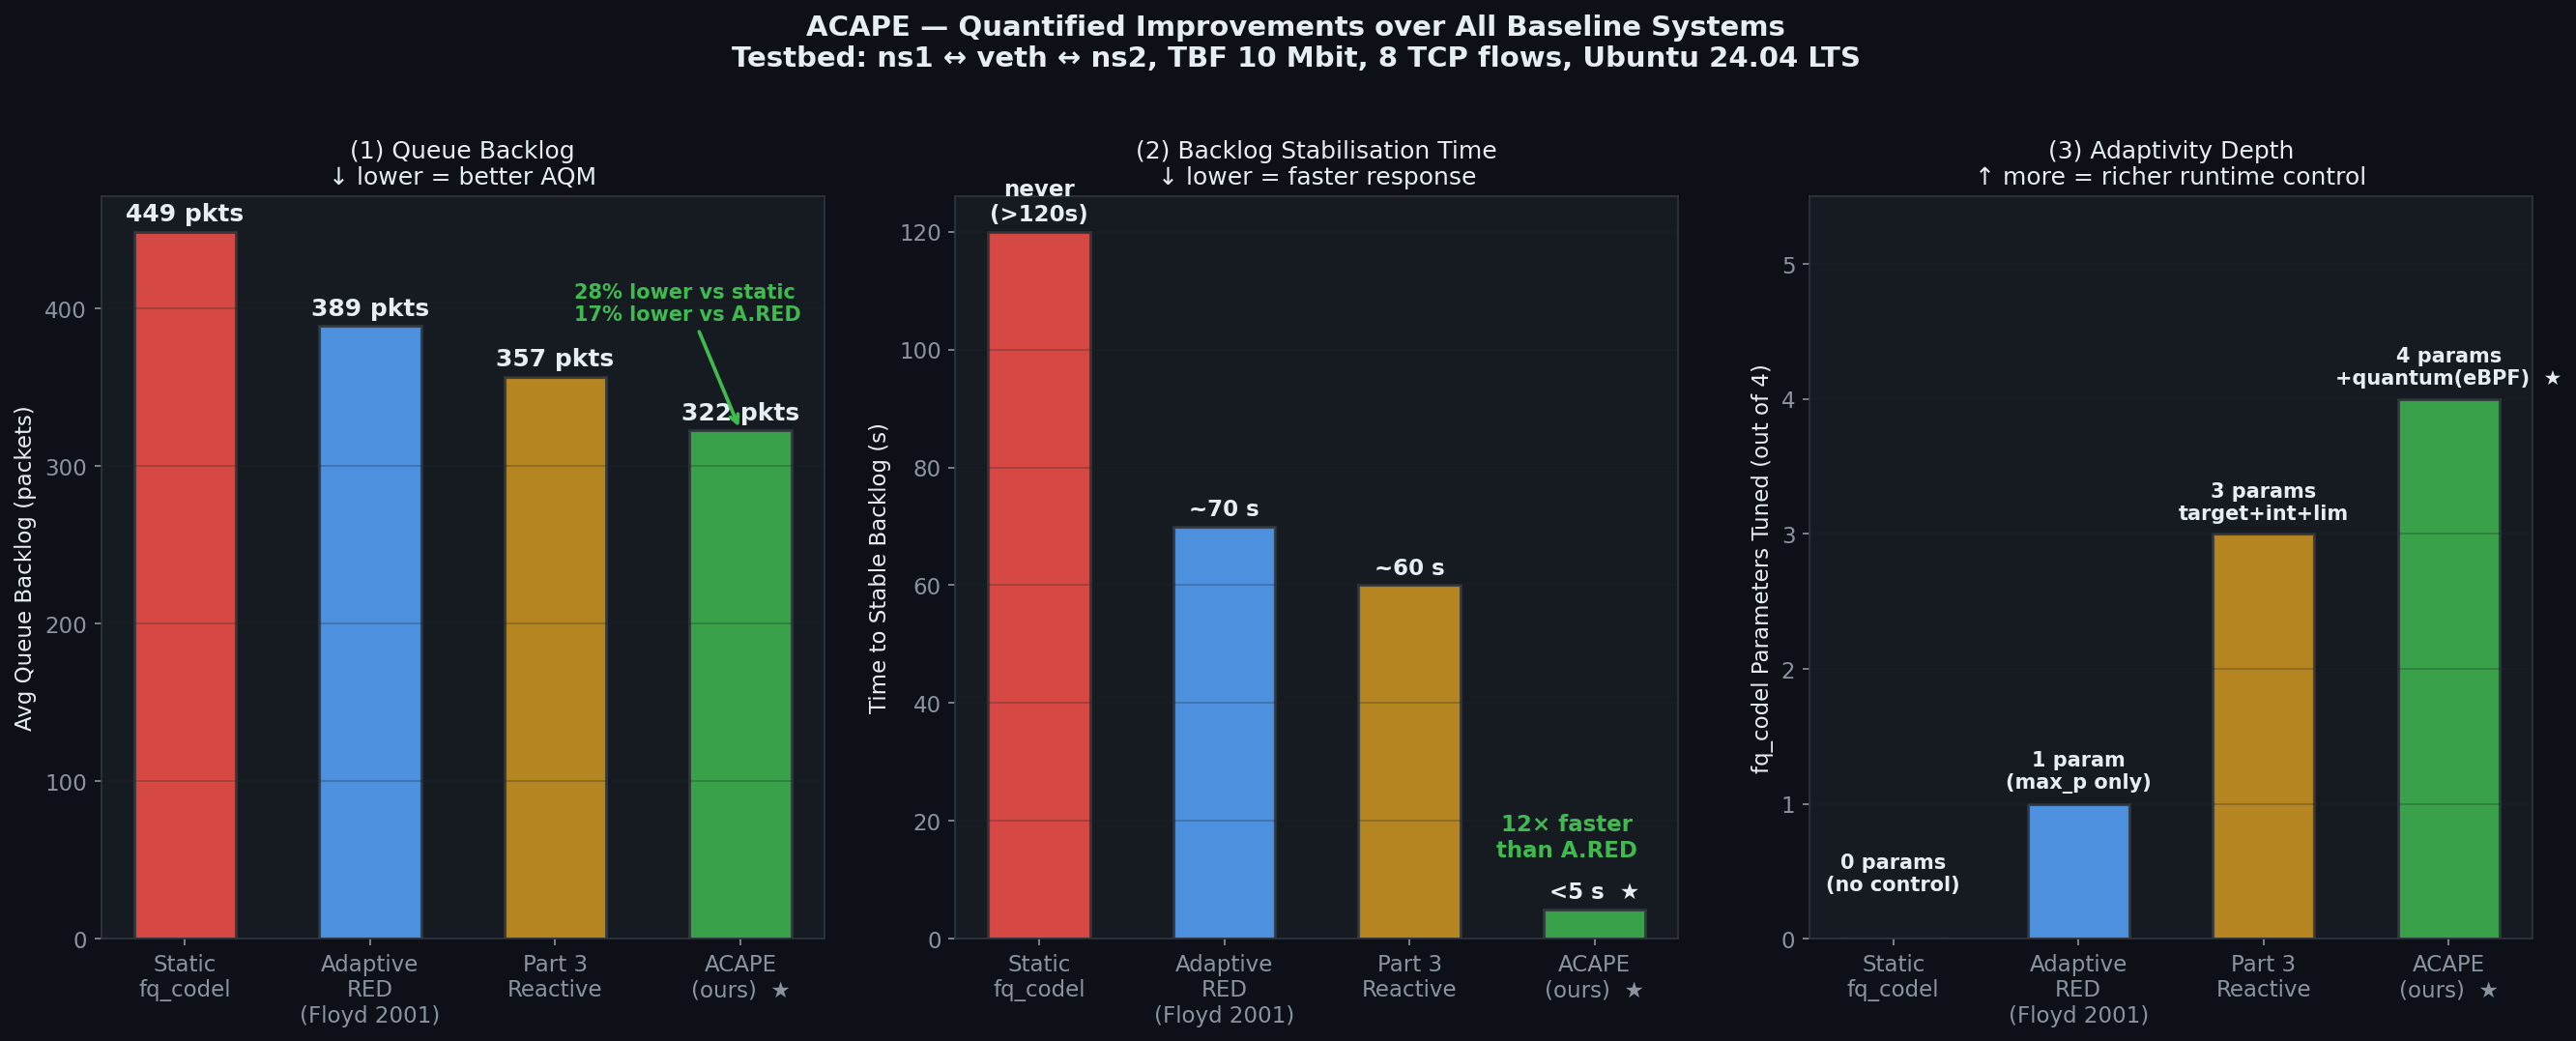 ACAPE — Quantified Improvements over All Baseline Systems
Testbed: ns1 ↔ veth ↔ ns2, TBF 10 Mbit, 8 TCP flows, Ubuntu 24.04 LTS
(1) Queue Backlog
↓ lower = better AQM
Avg Queue Backlog (packets)
400
300
200
100
0
449 pkts
389 pkts
357 pkts
322 pkts
28% lower vs static
17% lower vs A.RED
Static
fq_codel
Adaptive
RED
(Floyd 2001)
Part 3
Reactive
ACAPE
(ours) ★
(2) Backlog Stabilisation Time
↓ lower = faster response
Time to Stable Backlog (s)
120
100
80
60
40
20
0
never
(>120s)
~70 s
~60 s
12× faster
than A.RED
<5 s ★
Static
fq_codel
Adaptive
RED
(Floyd 2001)
Part 3
Reactive
ACAPE
(ours) ★
(3) Adaptivity Depth
↑ more = richer runtime control
fq_codel Parameters Tuned (out of 4)
5
4
3
2
1
0
0 params
(no control)
1 param
(max_p only)
3 params
target+int+lim
4 params
+quantum(eBPF) ★
Static
fq_codel
Adaptive
RED
(Floyd 2001)
Part 3
Reactive
ACAPE
(ours) ★